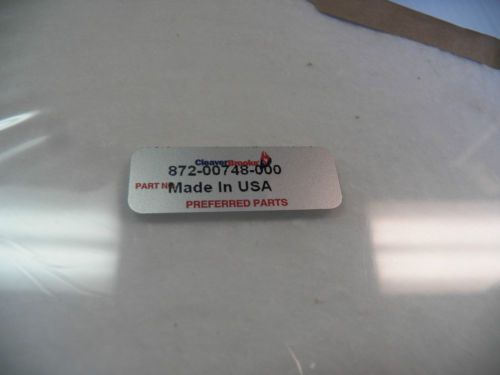 CleaverBrooks
872-00748-000
PART NO. Made In USA
PREFERRED PARTS